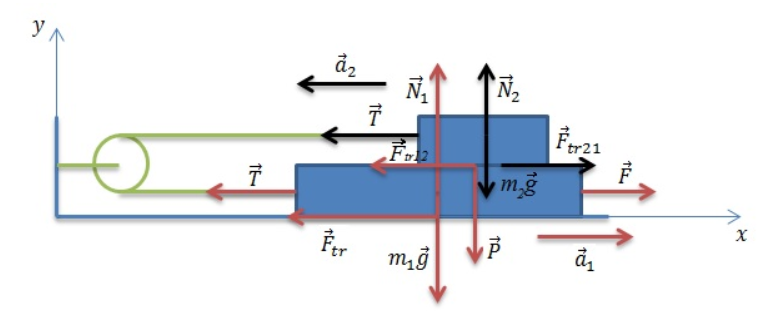 y
a⃗₂
N⃗₁
N⃗₂
T⃗
F⃗tr12
F⃗tr21
T⃗
m₂g⃗
F⃗
F⃗tr
m₁g⃗
P⃗
a⃗₁
x